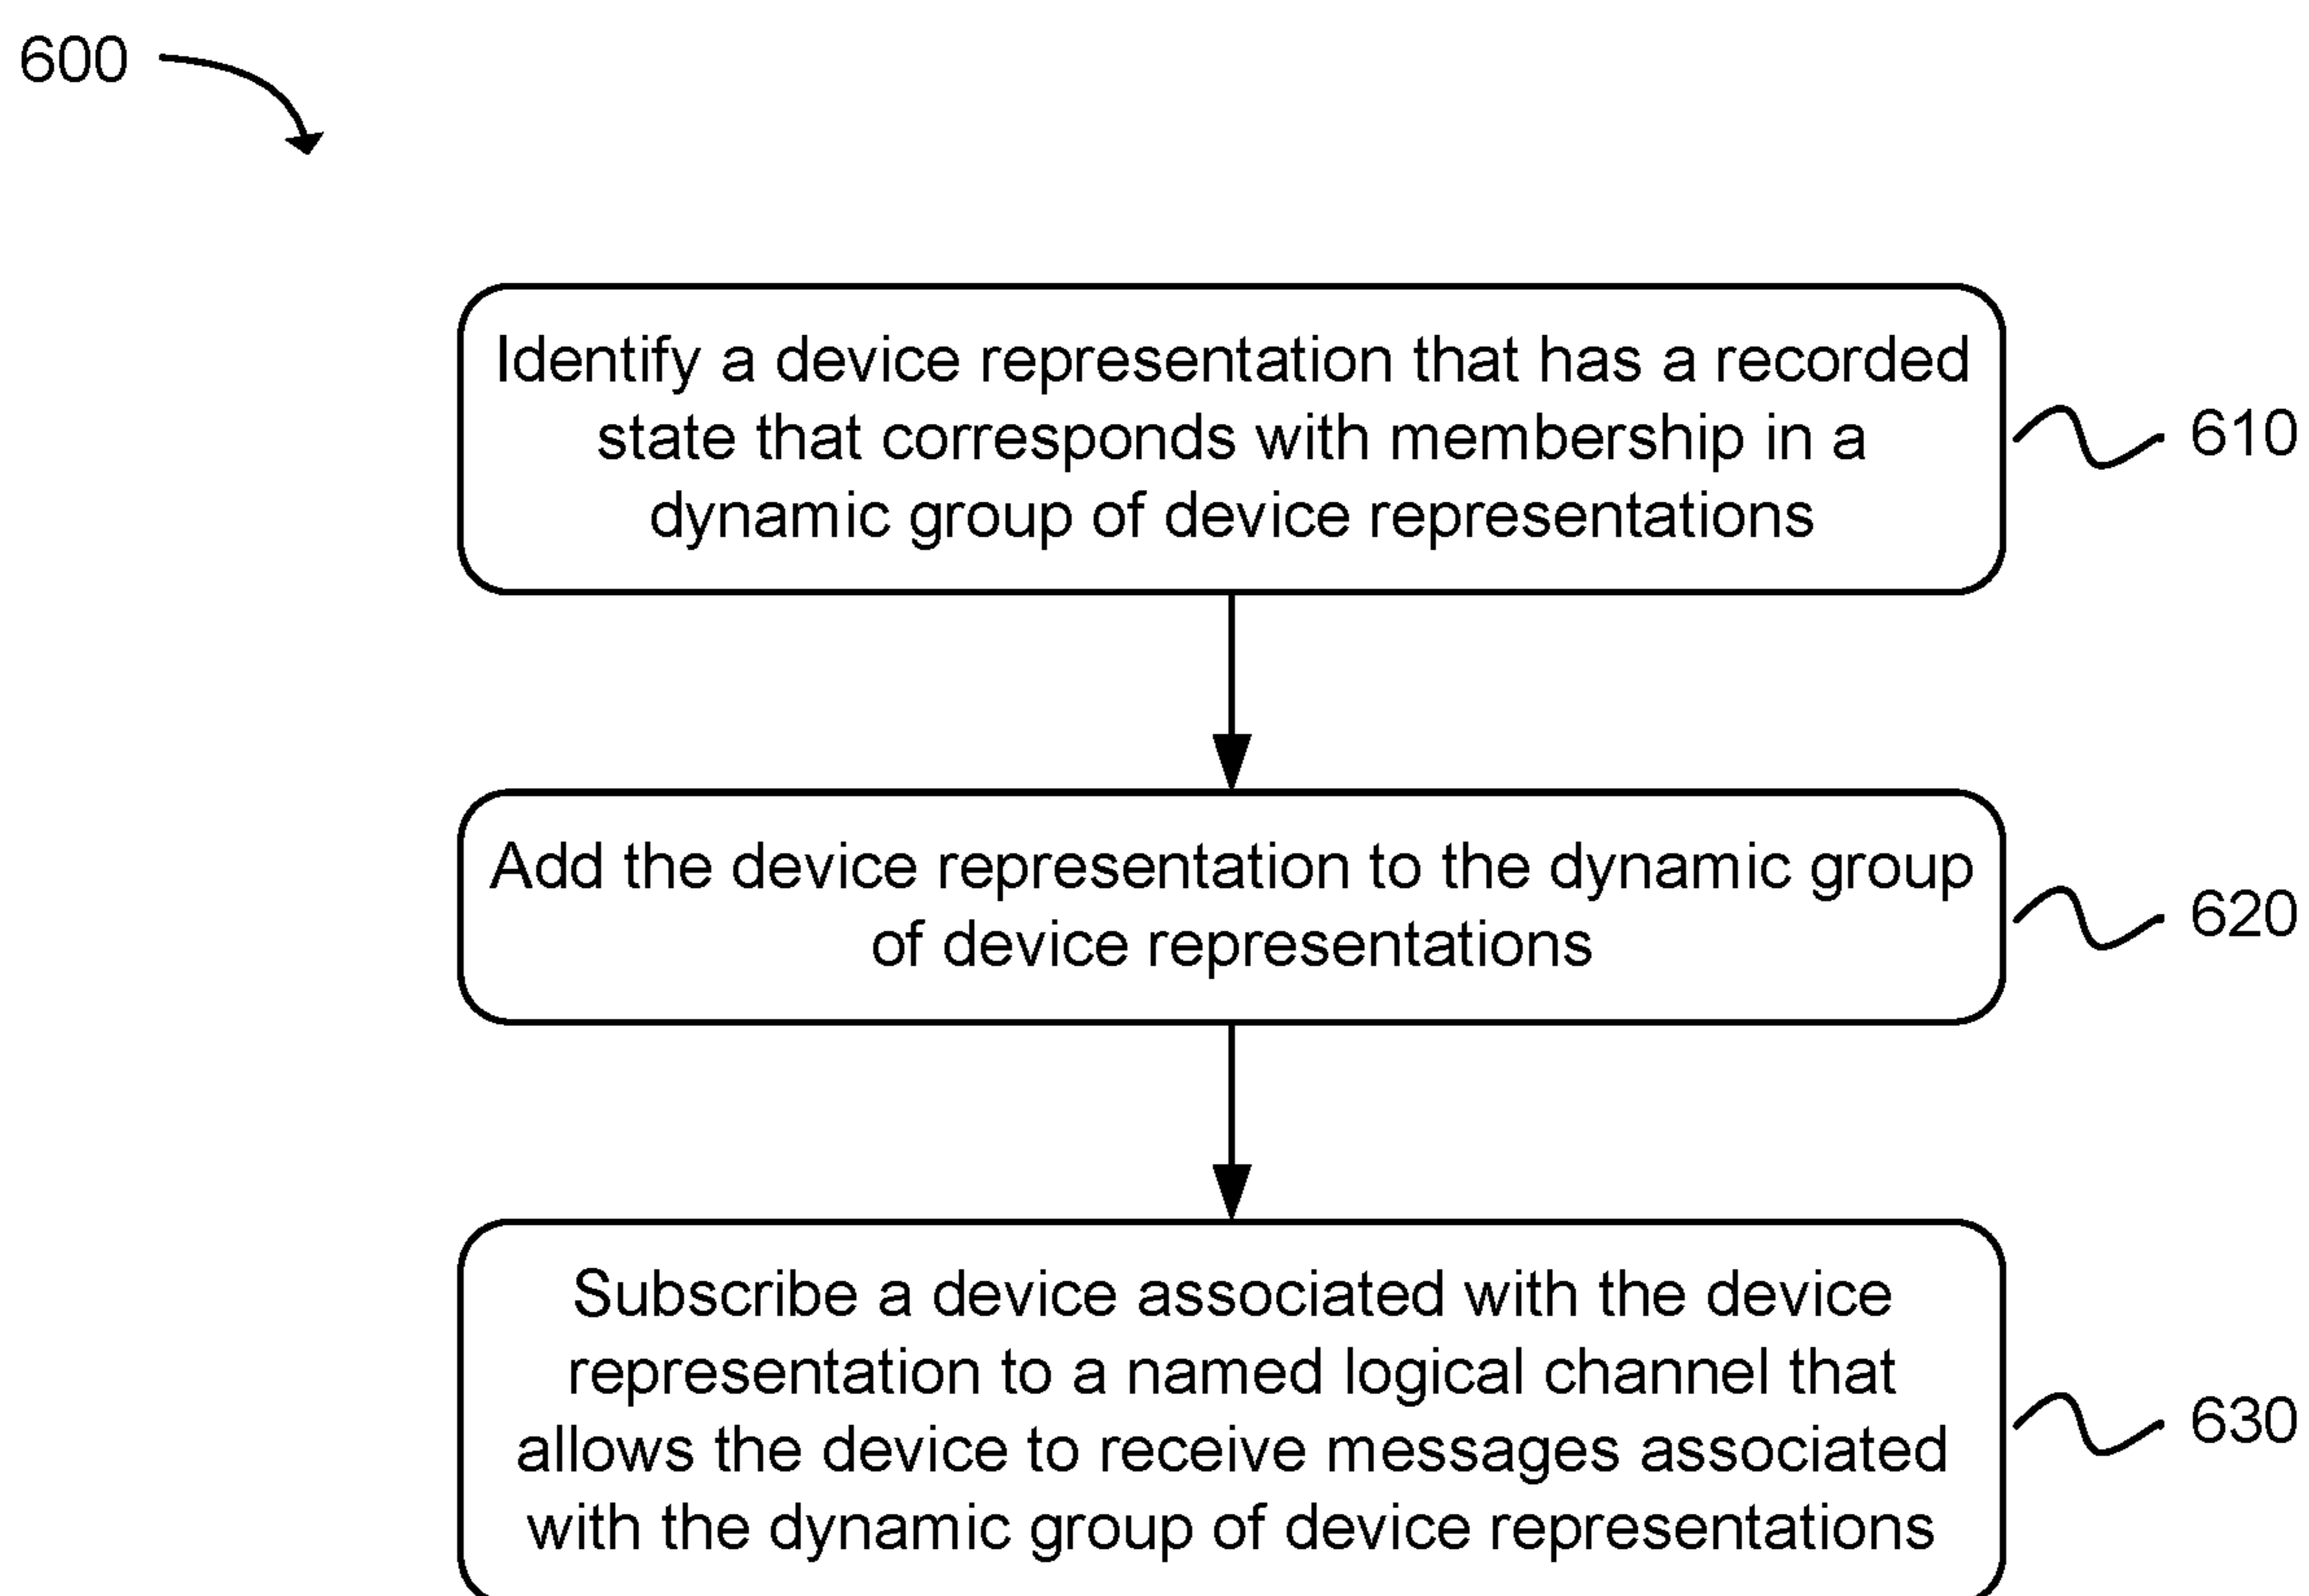 600
Identify a device representation that has a recorded
state that corresponds with membership in a
dynamic group of device representations
610
Add the device representation to the dynamic group
of device representations
620
Subscribe a device associated with the device
representation to a named logical channel that
allows the device to receive messages associated
with the dynamic group of device representations
630